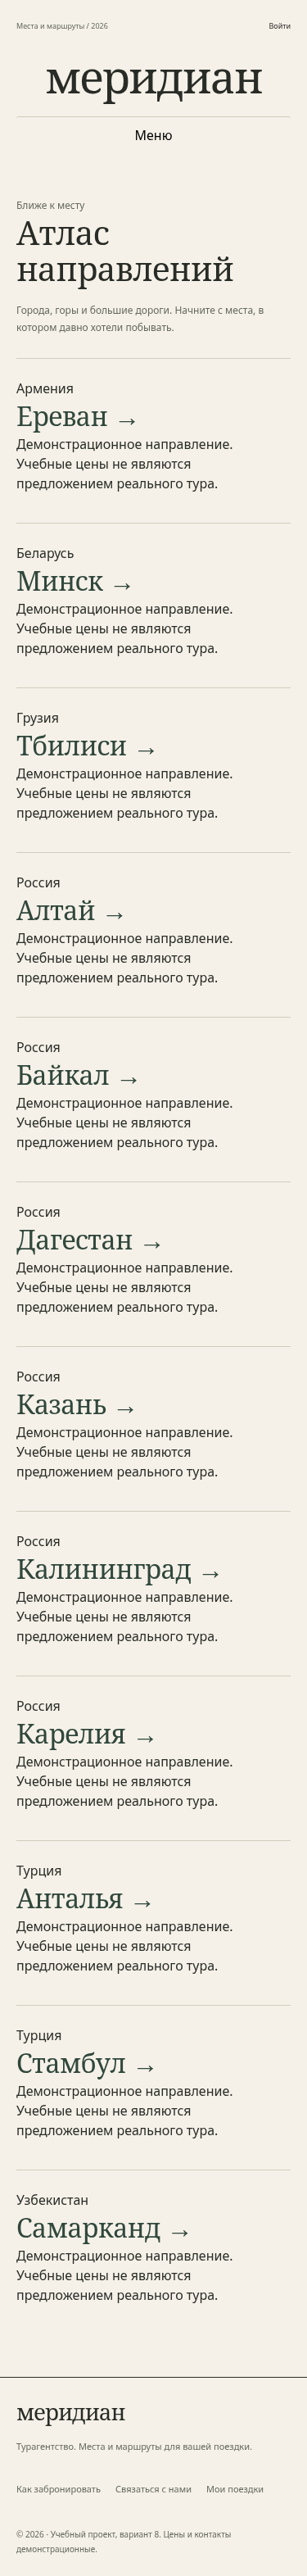 Места и маршруты / 2026
Войти
меридиан
Меню
Ближе к месту
Атлас
направлений
Города, горы и большие дороги. Начните с места, в
котором давно хотели побывать.
Армения
Ереван →
Демонстрационное направление.
Учебные цены не являются
предложением реального тура.
Беларусь
Минск →
Демонстрационное направление.
Учебные цены не являются
предложением реального тура.
Грузия
Тбилиси →
Демонстрационное направление.
Учебные цены не являются
предложением реального тура.
Россия
Алтай →
Демонстрационное направление.
Учебные цены не являются
предложением реального тура.
Россия
Байкал →
Демонстрационное направление.
Учебные цены не являются
предложением реального тура.
Россия
Дагестан →
Демонстрационное направление.
Учебные цены не являются
предложением реального тура.
Россия
Казань →
Демонстрационное направление.
Учебные цены не являются
предложением реального тура.
Россия
Калининград →
Демонстрационное направление.
Учебные цены не являются
предложением реального тура.
Россия
Карелия →
Демонстрационное направление.
Учебные цены не являются
предложением реального тура.
Турция
Анталья →
Демонстрационное направление.
Учебные цены не являются
предложением реального тура.
Турция
Стамбул →
Демонстрационное направление.
Учебные цены не являются
предложением реального тура.
Узбекистан
Самарканд →
Демонстрационное направление.
Учебные цены не являются
предложением реального тура.
меридиан
Турагентство. Места и маршруты для вашей поездки.
Как забронировать Связаться с нами Мои поездки
© 2026 · Учебный проект, вариант 8. Цены и контакты
демонстрационные.